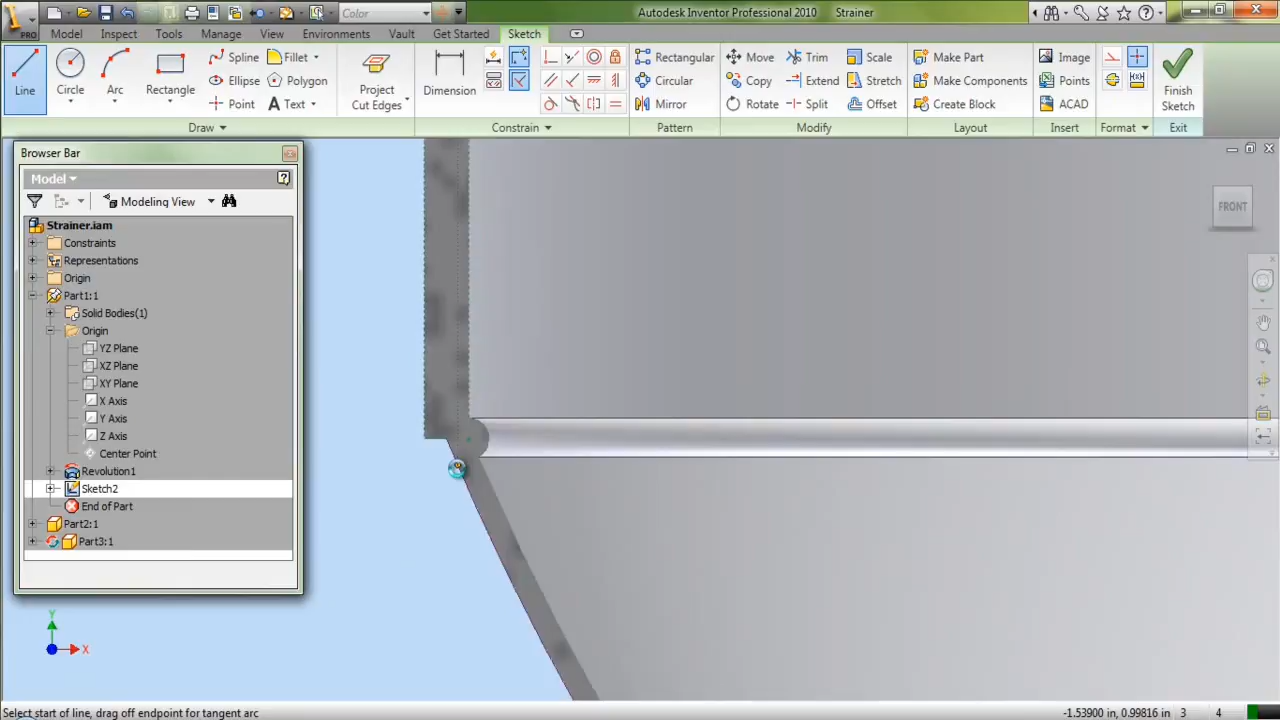 PRO
Color
Autodesk Inventor Professional 2010    Strainer
Model Inspect Tools Manage View Environments Vault Get Started Sketch
Line
Circle
Arc
Rectangle
Spline Fillet
Ellipse Polygon
Point A Text
Project
Cut Edges
Dimension
Rectangular
Circular
Mirror
Move Trim Scale
Copy Extend Stretch
Rotate Split Offset
Make Part
Make Components
Create Block
Image
Points
ACAD
Finish
Sketch
Draw Constrain Pattern Modify Layout Insert Format Exit
Browser Bar
Model ?
Modeling View
Strainer.iam
Constraints
Representations
Origin
Part1:1
Solid Bodies(1)
Origin
YZ Plane
XZ Plane
XY Plane
X Axis
Y Axis
Z Axis
Center Point
Revolution1
Sketch2
End of Part
Part2:1
Part3:1
FRONT
Y
X
Select start of line, drag off endpoint for tangent arc -1.53900 in, 0.99816 in 3 4